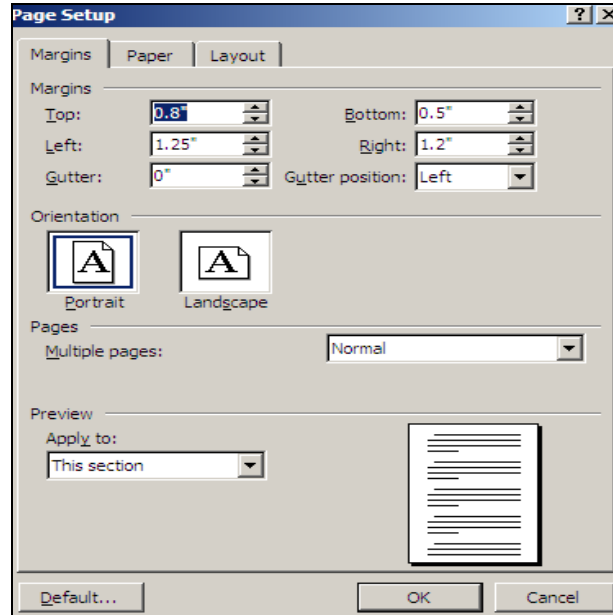 Page Setup ? X
Margins Paper Layout
Margins
Top: 0.8" Bottom: 0.5"
Left: 1.25" Right: 1.2"
Gutter: 0" Gutter position: Left
Orientation
A A
Portrait Landscape
Pages
Multiple pages: Normal
Preview
Apply to:
This section
Default... OK Cancel